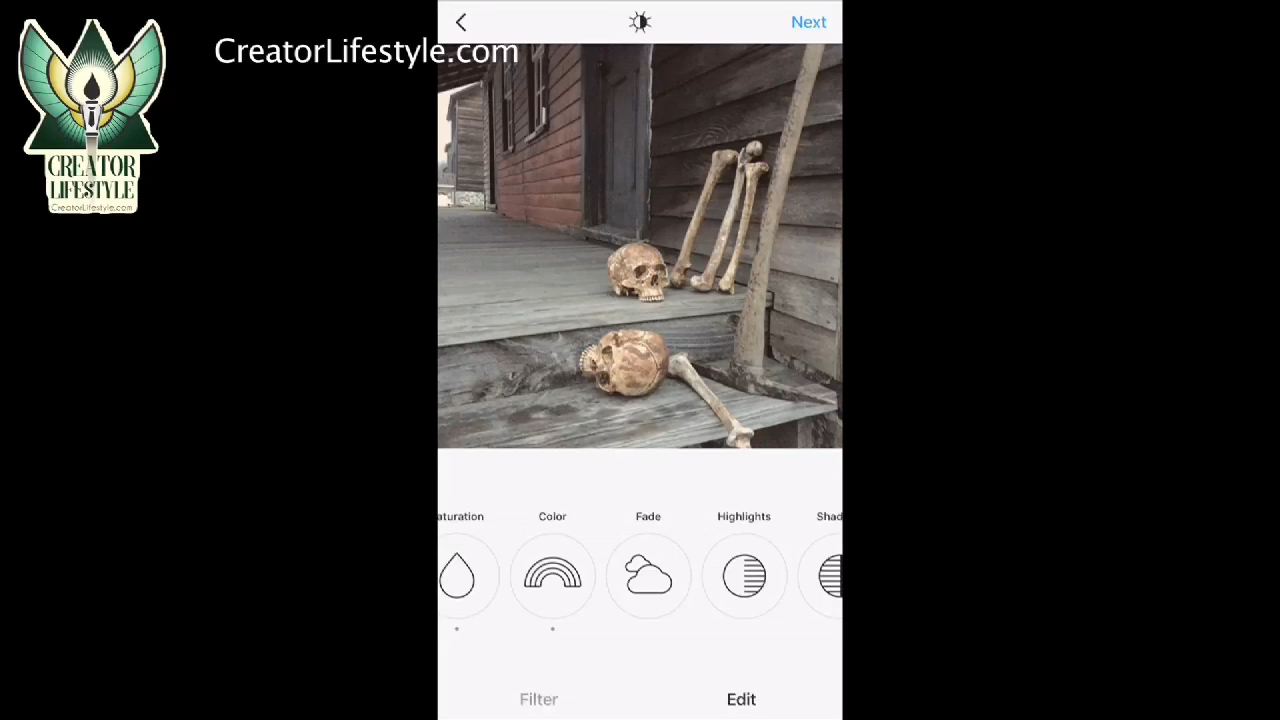 Next
CreatorLifestyle.com
CREATOR
LIFESTYLE
CreatorLifestyle.com
aturation
Color
Fade
Highlights
Shad
Filter
Edit